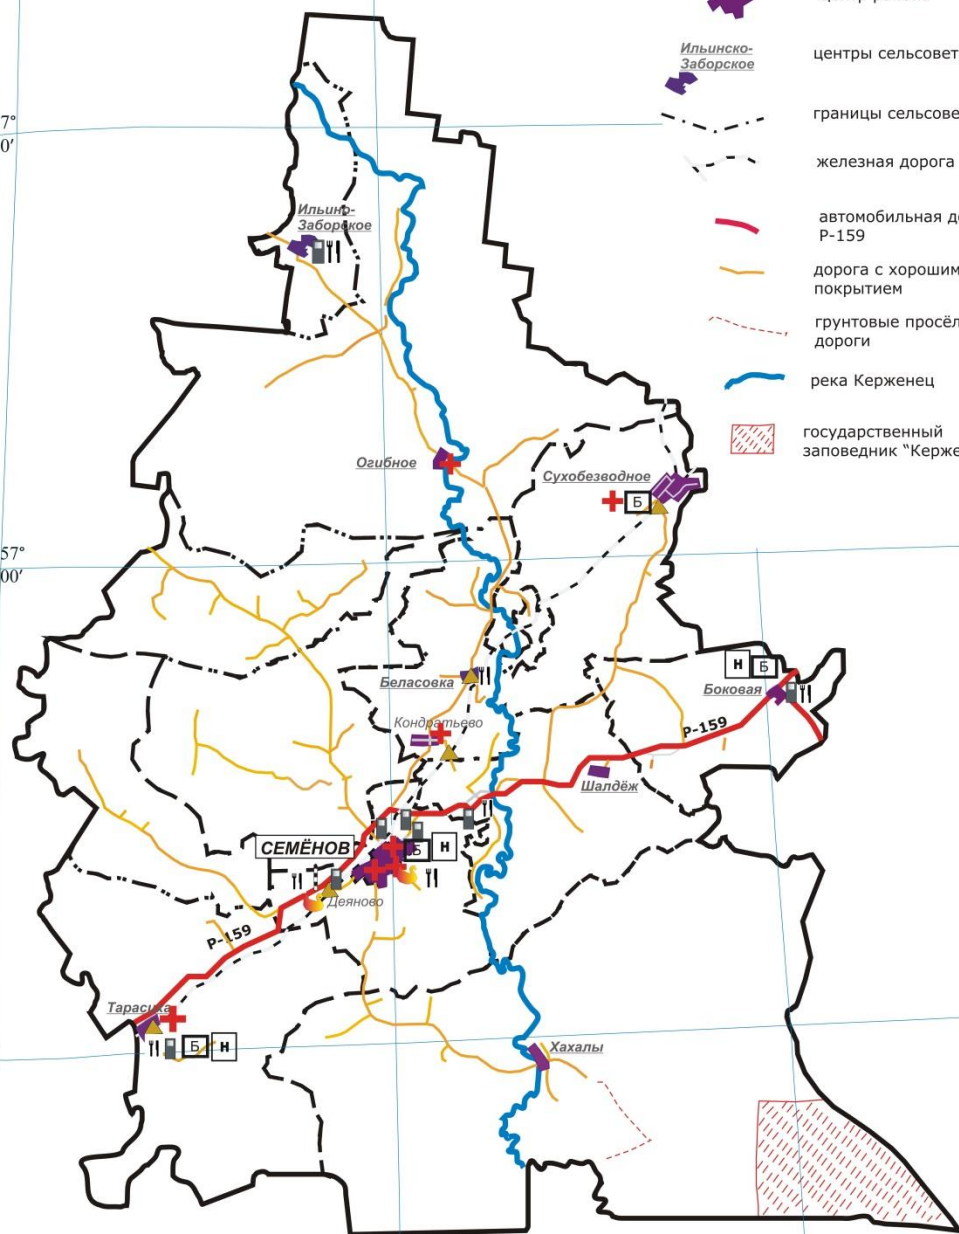 центры сельсовет
Ильинско-
Заборское
границы сельсове
железная дорога
автомобильная до
Р-159
дорога с хорошим
покрытием
грунтовые просёл
дороги
река Керженец
государственный
заповедник "Керже
7°
0'
Ильино-
Заборское
Огибное
Сухобезводное
Б
57°
00'
Беласовка
Кондратьево
Н Б
Боковая
Р-159
Шалдёж
СЕМЁНОВ
Б Н
Деяново
Р-159
Тарасиха
Б Н
Хахалы